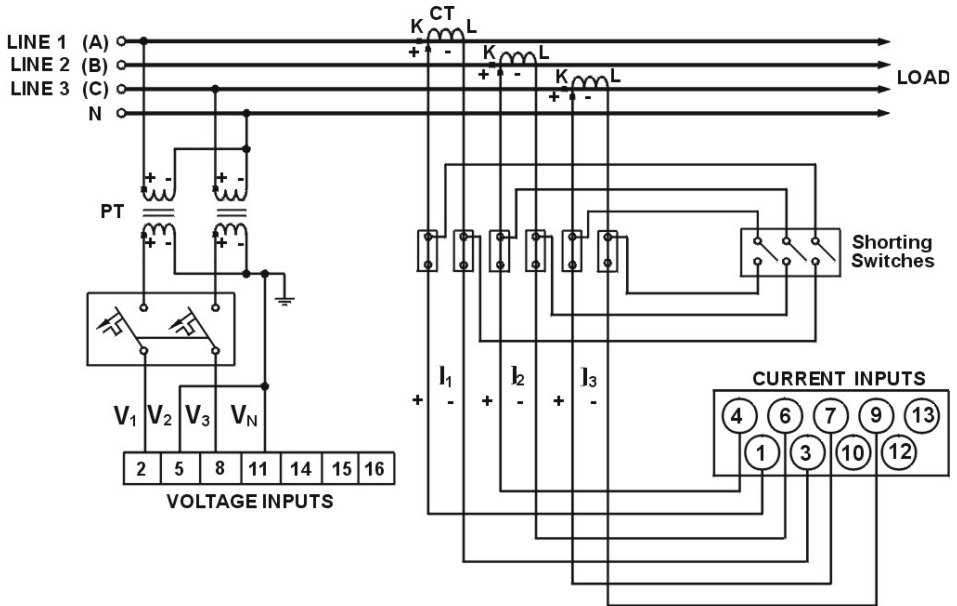 CT
K L
LINE 1 (A)
+ -
K L
LINE 2 (B)
+ -
K L
LINE 3 (C)
+ -
LOAD
N
+ - + -
PT
+ - + -
Shorting
Switches
I1 I2 I3
+ - + - + -
CURRENT INPUTS
V1 V2 V3 VN
4 6 7 9 13
1 3 10 12
2 5 8 11 14 15 16
VOLTAGE INPUTS